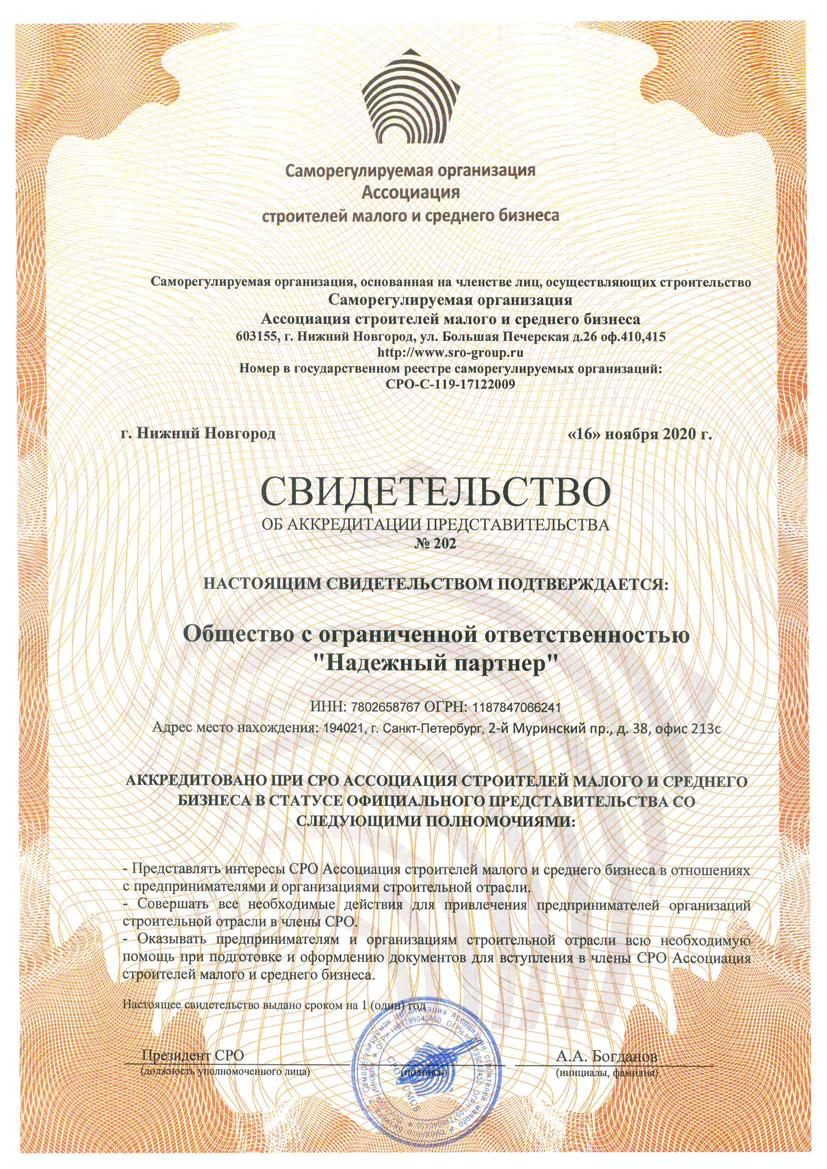 Саморегулируемая организация
Ассоциация
строителей малого и среднего бизнеса
Саморегулируемая организация, основанная на членстве лиц, осуществляющих строительство
Саморегулируемая организация
Ассоциация строителей малого и среднего бизнеса
603155, г. Нижний Новгород, ул. Большая Печерская д.26 оф.410,415
http://www.sro-group.ru
Номер в государственном реестре саморегулируемых организаций:
СРО-С-119-17122009
г. Нижний Новгород «16» ноября 2020 г.
СВИДЕТЕЛЬСТВО
ОБ АККРЕДИТАЦИИ ПРЕДСТАВИТЕЛЬСТВА
№ 202
НАСТОЯЩИМ СВИДЕТЕЛЬСТВОМ ПОДТВЕРЖДАЕТСЯ:
Общество с ограниченной ответственностью
"Надежный партнер"
ИНН: 7802658767 ОГРН: 1187847066241
Адрес место нахождения: 194021, г. Санкт-Петербург, 2-й Муринский пр., д. 38, офис 213с
АККРЕДИТОВАНО ПРИ СРО АССОЦИАЦИЯ СТРОИТЕЛЕЙ МАЛОГО И СРЕДНЕГО
БИЗНЕСА В СТАТУСЕ ОФИЦИАЛЬНОГО ПРЕДСТАВИТЕЛЬСТВА СО
СЛЕДУЮЩИМИ ПОЛНОМОЧИЯМИ:
- Представлять интересы СРО Ассоциация строителей малого и среднего бизнеса в отношениях
с предпринимателями и организациями строительной отрасли.
- Совершать все необходимые действия для привлечения предпринимателей организаций
строительной отрасли в члены СРО.
- Оказывать предпринимателям и организациям строительной отрасли всю необходимую
помощь при подготовке и оформлению документов для вступления в члены СРО Ассоциация
строителей малого и среднего бизнеса.
Настоящее свидетельство выдано сроком на 1 (один) год
Президент СРО А.А. Богданов
(должность уполномоченного лица) (подпись) (инициалы, фамилия)